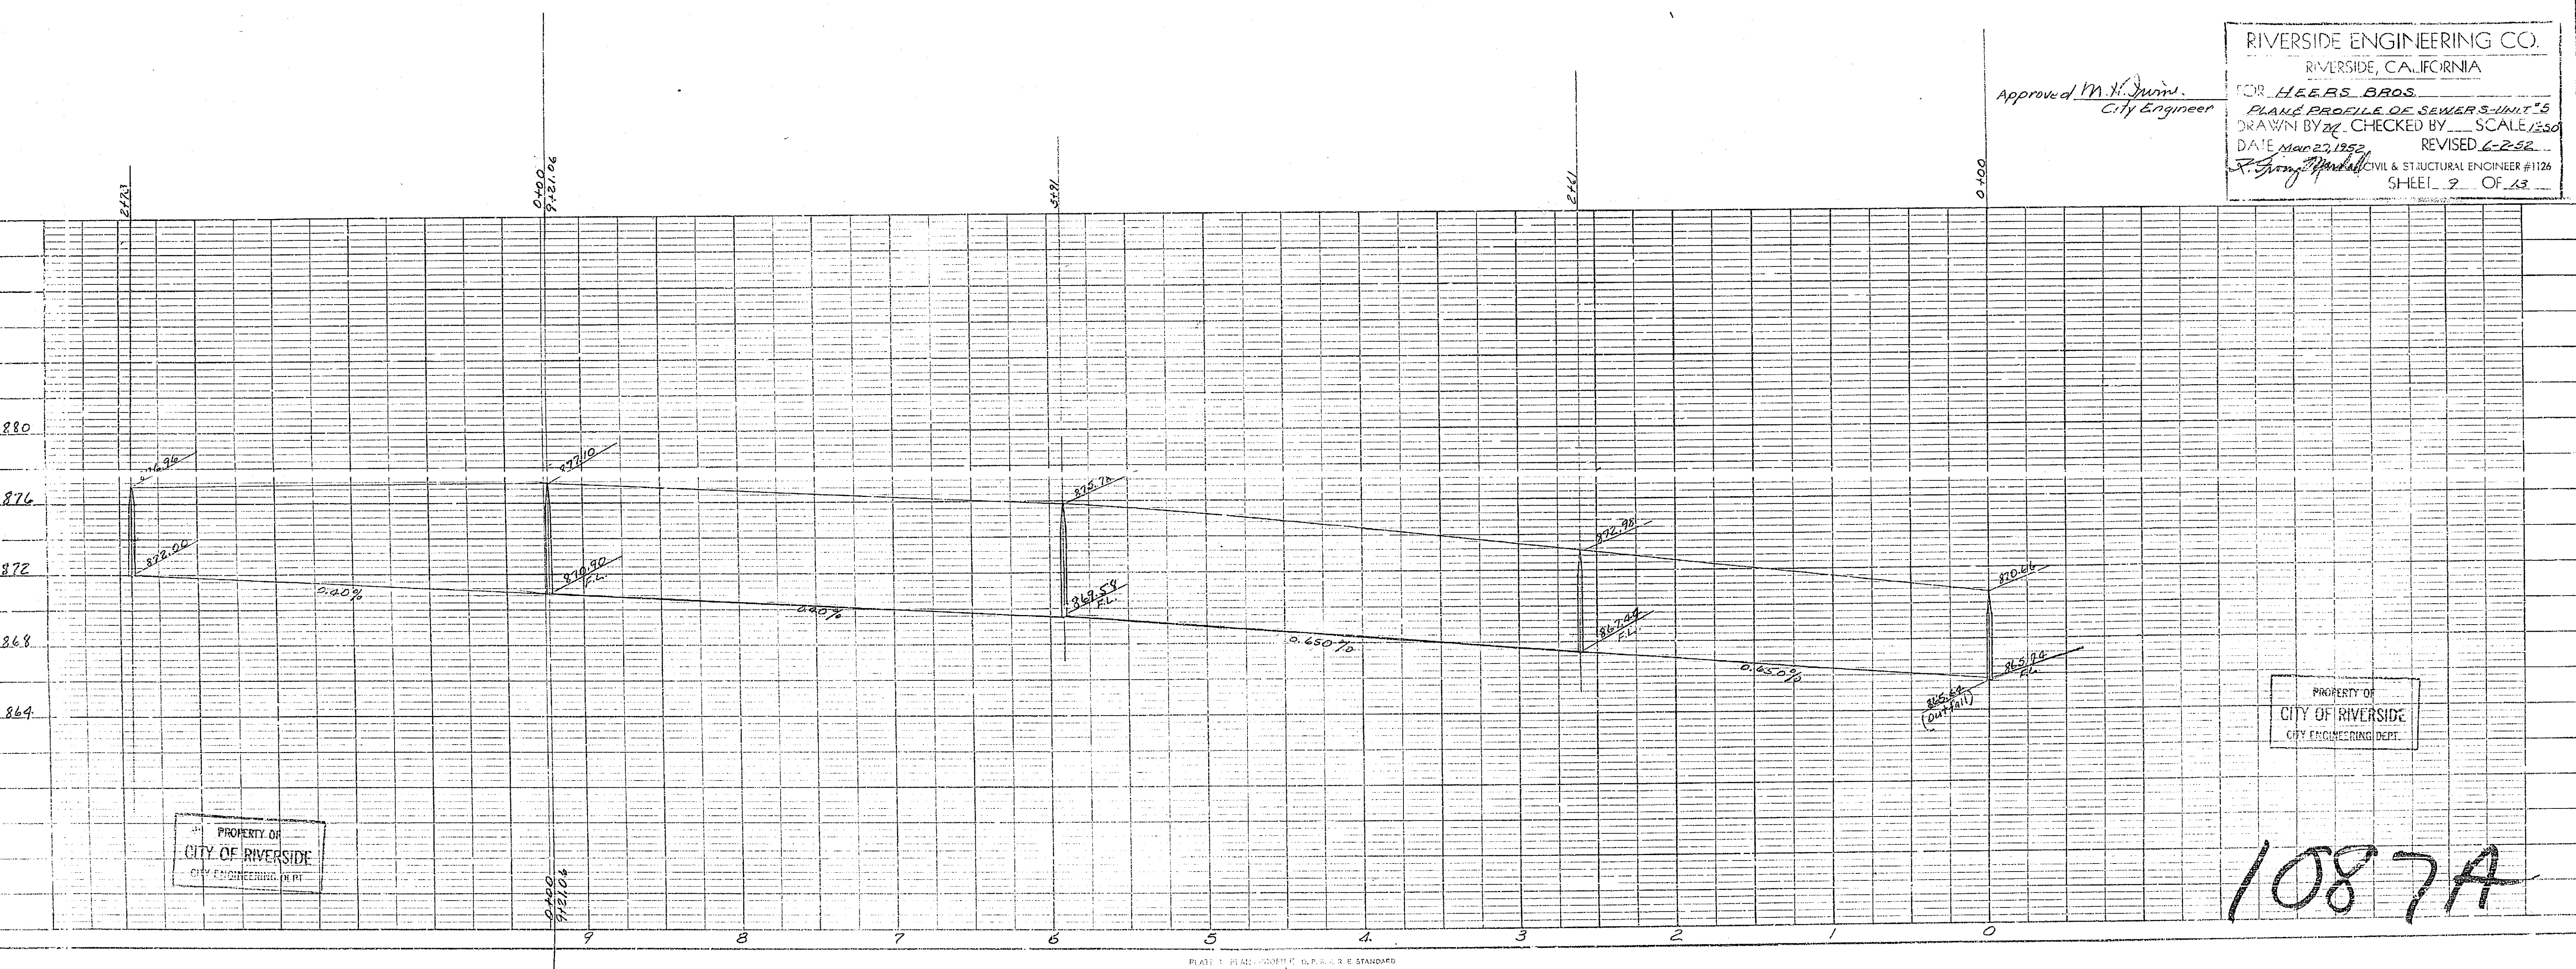 RIVERSIDE ENGINEERING CO.
RIVERSIDE, CALIFORNIA
FOR HEERS BROS.
PLAN & PROFILE OF SEWERS-UNIT #5
DRAWN BY CHECKED BY SCALE 1"=50'
DATE Mar 27, 1952 REVISED 6-2-52
CIVIL & STRUCTURAL ENGINEER #1126
SHEET 9 OF 13
Approved M. H. Irvine.
City Engineer
2+73
0+00
9+21.06
5+91
2+61
0+00
880
876
872
868
864
877.10
875.78
872.98
870.66
872.00
870.90
F.L.
869.58
F.L.
867.44
F.L.
F.L.
(outfall)
0.40%
0.40%
0.650%
0.650%
PROPERTY OF
CITY OF RIVERSIDE
CITY ENGINEERING DEPT.
PROPERTY OF
CITY OF RIVERSIDE
CITY ENGINEERING DEPT.
0+00
9+21.06
9 8 7 6 5 4 3 2 1 0
1087A